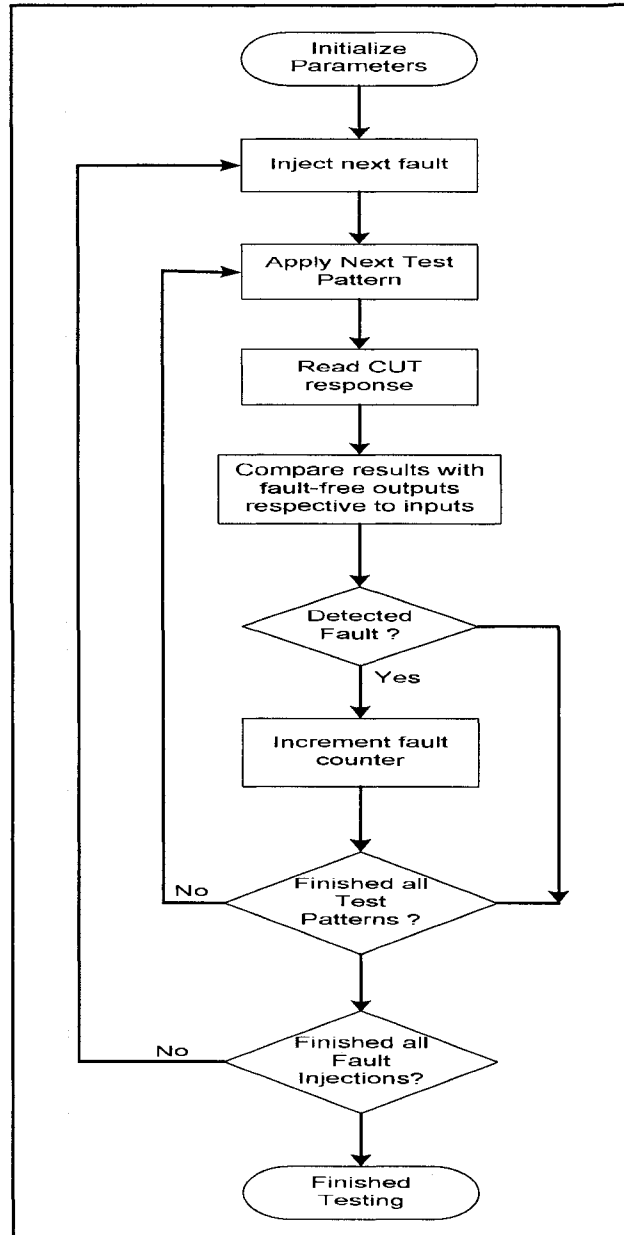 Initialize
Parameters
Inject next fault
Apply Next Test
Pattern
Read CUT
response
Compare results with
fault-free outputs
respective to inputs
Detected
Fault ?
Yes
Increment fault
counter
No
Finished all
Test
Patterns ?
No
Finished all
Fault
Injections?
Finished
Testing